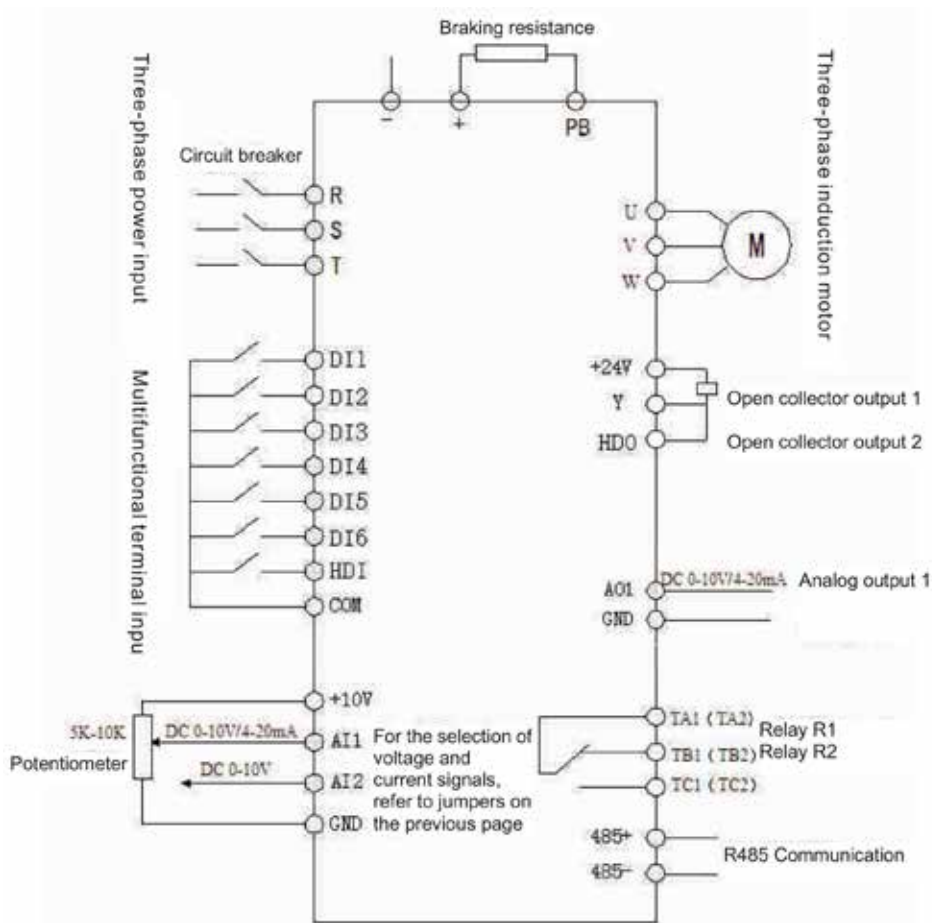 Braking resistance
-
+
PB
Three-phase power input
Circuit breaker
R
S
T
U
V
W
M
Three-phase induction motor
Multifunctional terminal inpu
DI1
DI2
DI3
DI4
DI5
DI6
HDI
COM
+24V
Y
HDO
Open collector output 1
Open collector output 2
AO1
DC 0-10V/4-20mA
Analog output 1
GND
+10V
5K-10K
Potentiometer
DC 0-10V/4-20mA
AI1
DC 0-10V
AI2
GND
For the selection of
voltage and
current signals,
refer to jumpers on
the previous page
TA1 (TA2)
TB1 (TB2)
TC1 (TC2)
Relay R1
Relay R2
485+
485-
R485 Communication